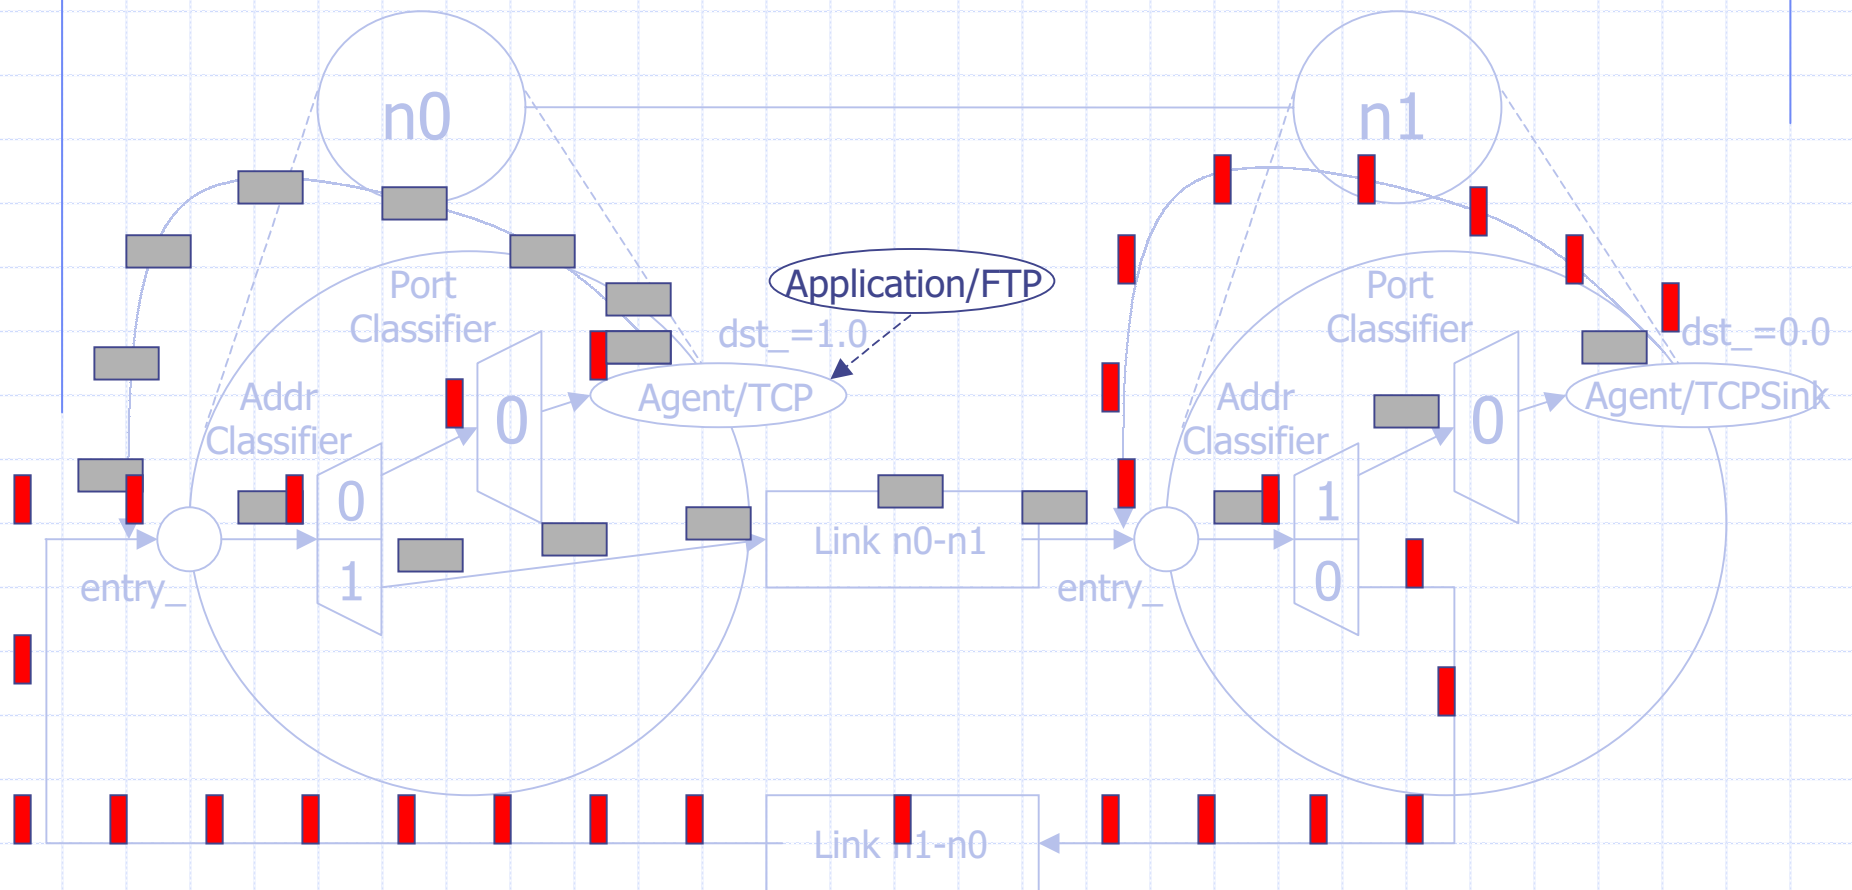 n0
n1
Port
Classifier
Application/FTP
Port
Classifier
dst_=1.0
dst_=0.0
Addr
Classifier
0
Agent/TCP
Addr
Classifier
0
Agent/TCPSink
0
1
Link n0-n1
1
0
entry_
entry_
Link n1-n0